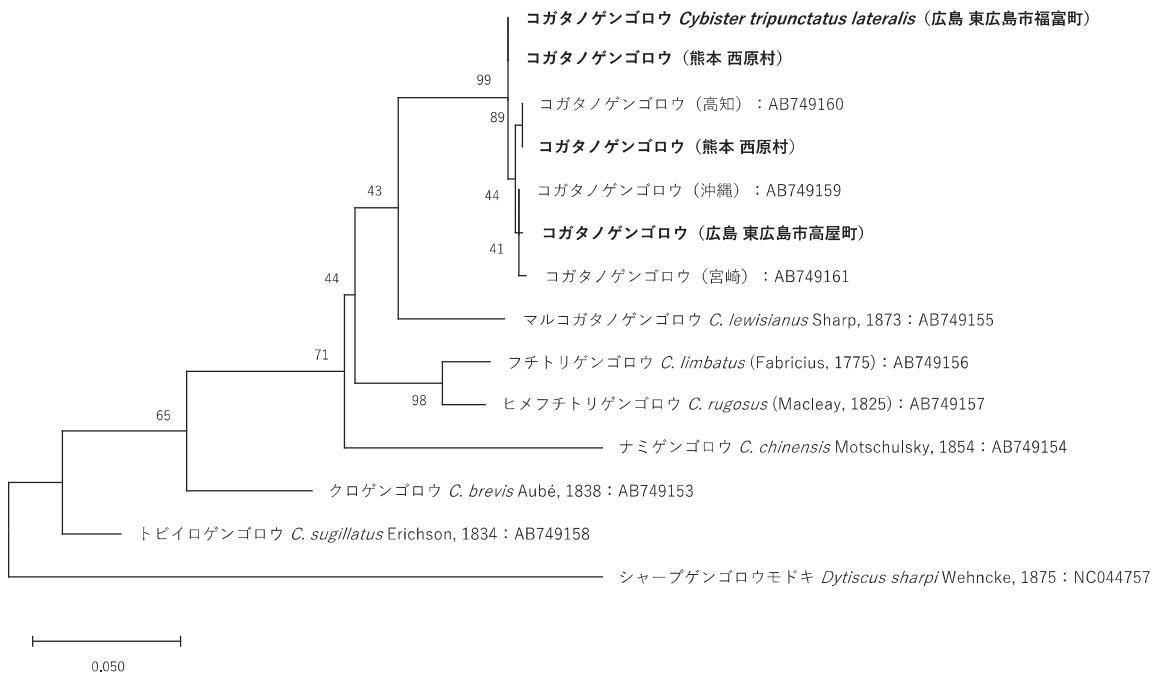 コガタノゲンゴロウ Cybister tripunctatus lateralis（広島 東広島市福富町）
コガタノゲンゴロウ（熊本 西原村）
99
コガタノゲンゴロウ（高知）：AB749160
89
コガタノゲンゴロウ（熊本 西原村）
コガタノゲンゴロウ（沖縄）：AB749159
43
44
コガタノゲンゴロウ（広島 東広島市高屋町）
41
コガタノゲンゴロウ（宮崎）：AB749161
44
マルコガタノゲンゴロウ C. lewisianus Sharp, 1873：AB749155
71
フチトリゲンゴロウ C. limbatus (Fabricius, 1775)：AB749156
98
ヒメフチトリゲンゴロウ C. rugosus (Macleay, 1825)：AB749157
65
ナミゲンゴロウ C. chinensis Motschulsky, 1854：AB749154
クロゲンゴロウ C. brevis Aubé, 1838：AB749153
トビイロゲンゴロウ C. sugillatus Erichson, 1834：AB749158
シャープゲンゴロウモドキ Dytiscus sharpi Wehncke, 1875：NC044757
0.050